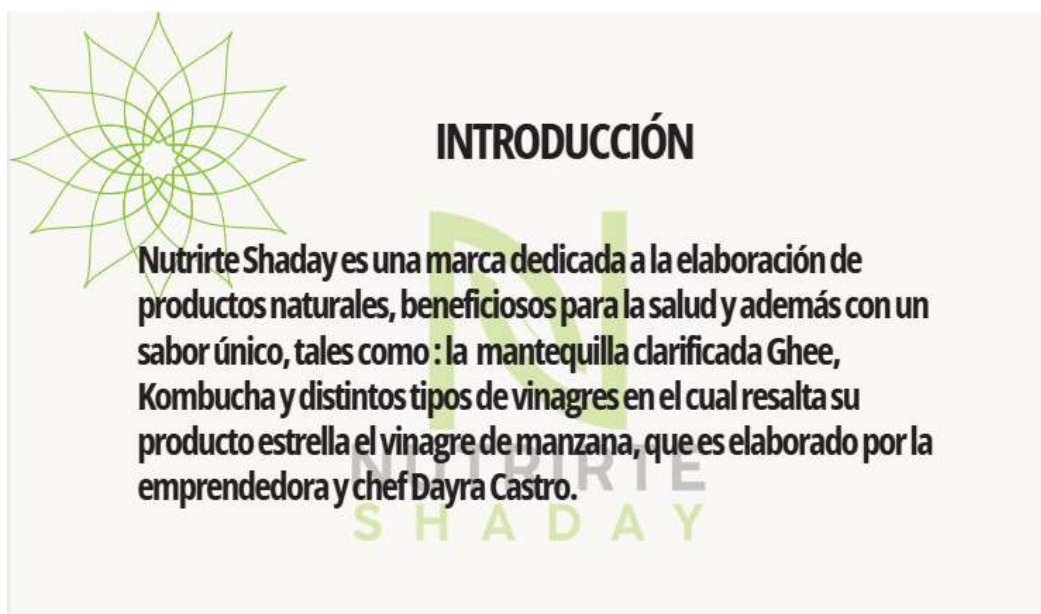 INTRODUCCIÓN
Nutrirte Shaday es una marca dedicada a la elaboración de
productos naturales, beneficiosos para la salud y además con un
sabor único, tales como : la mantequilla clarificada Ghee,
Kombucha y distintos tipos de vinagres en el cual resalta su
producto estrella el vinagre de manzana, que es elaborado por la
emprendedora y chef Dayra Castro.
NUTRIRTE
SHADAY